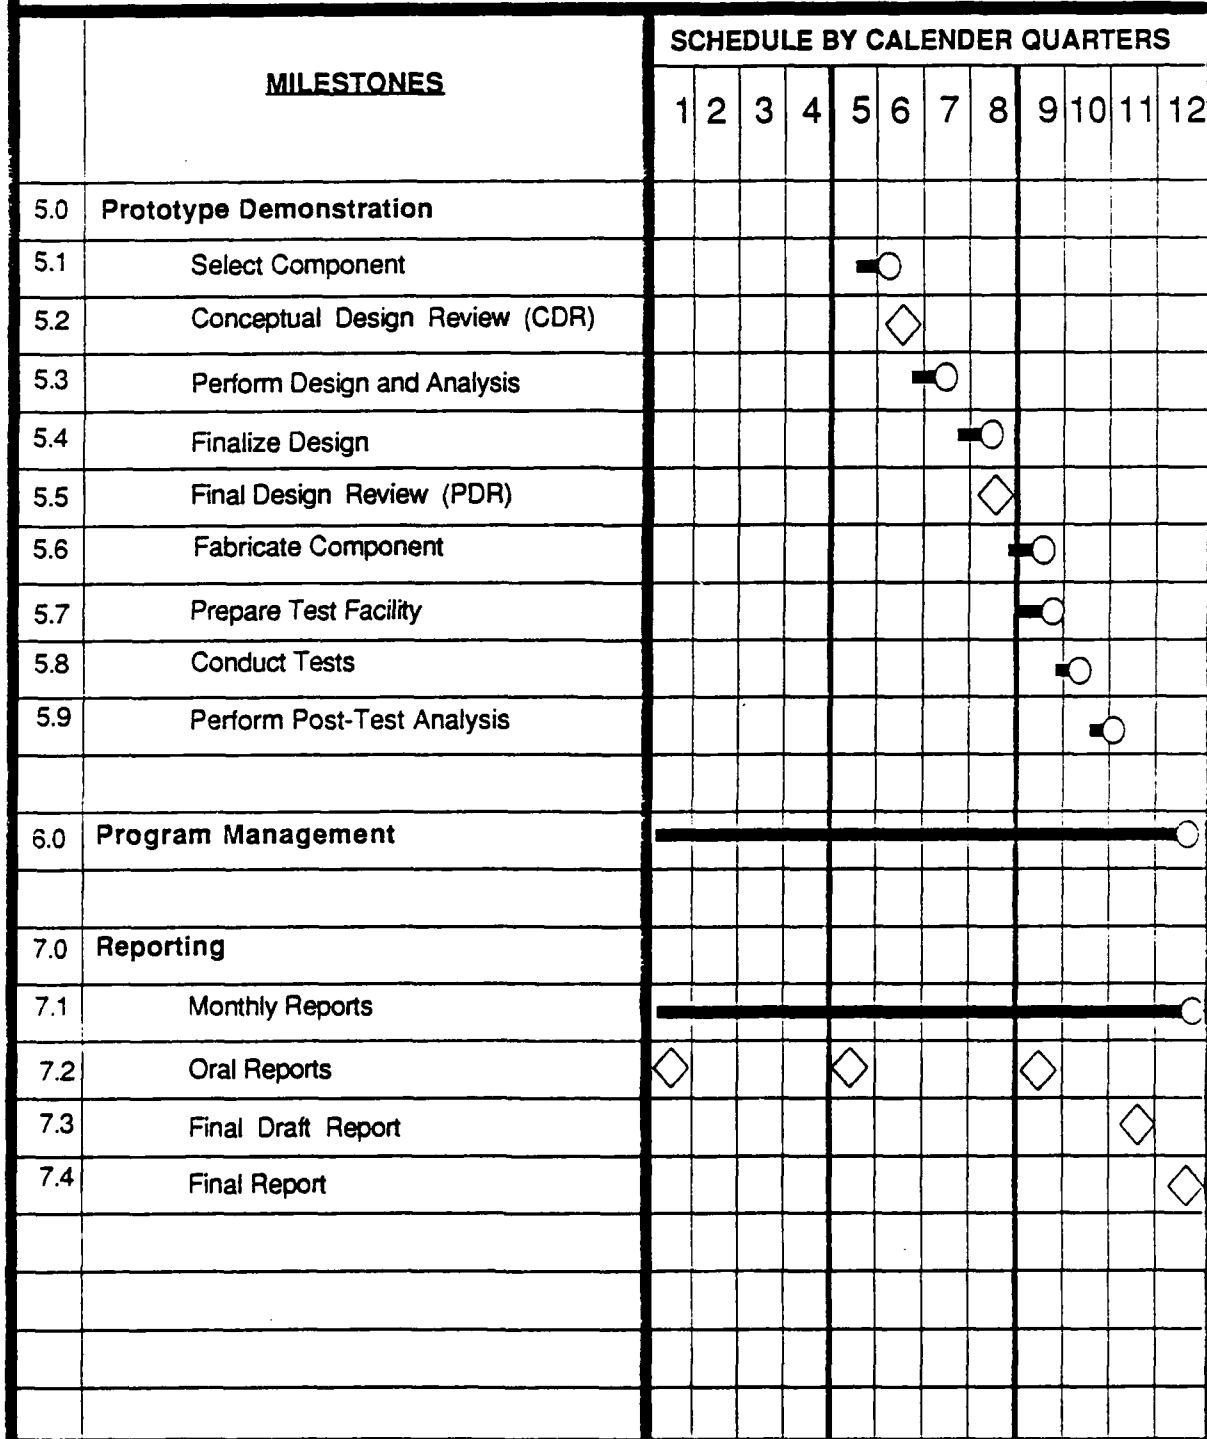 SCHEDULE BY CALENDER QUARTERS
MILESTONES
1 2 3 4 5 6 7 8 9 10 11 12
5.0 Prototype Demonstration
5.1 Select Component
5.2 Conceptual Design Review (CDR)
5.3 Perform Design and Analysis
5.4 Finalize Design
5.5 Final Design Review (PDR)
5.6 Fabricate Component
5.7 Prepare Test Facility
5.8 Conduct Tests
5.9 Perform Post-Test Analysis
6.0 Program Management
7.0 Reporting
7.1 Monthly Reports
7.2 Oral Reports
7.3 Final Draft Report
7.4 Final Report